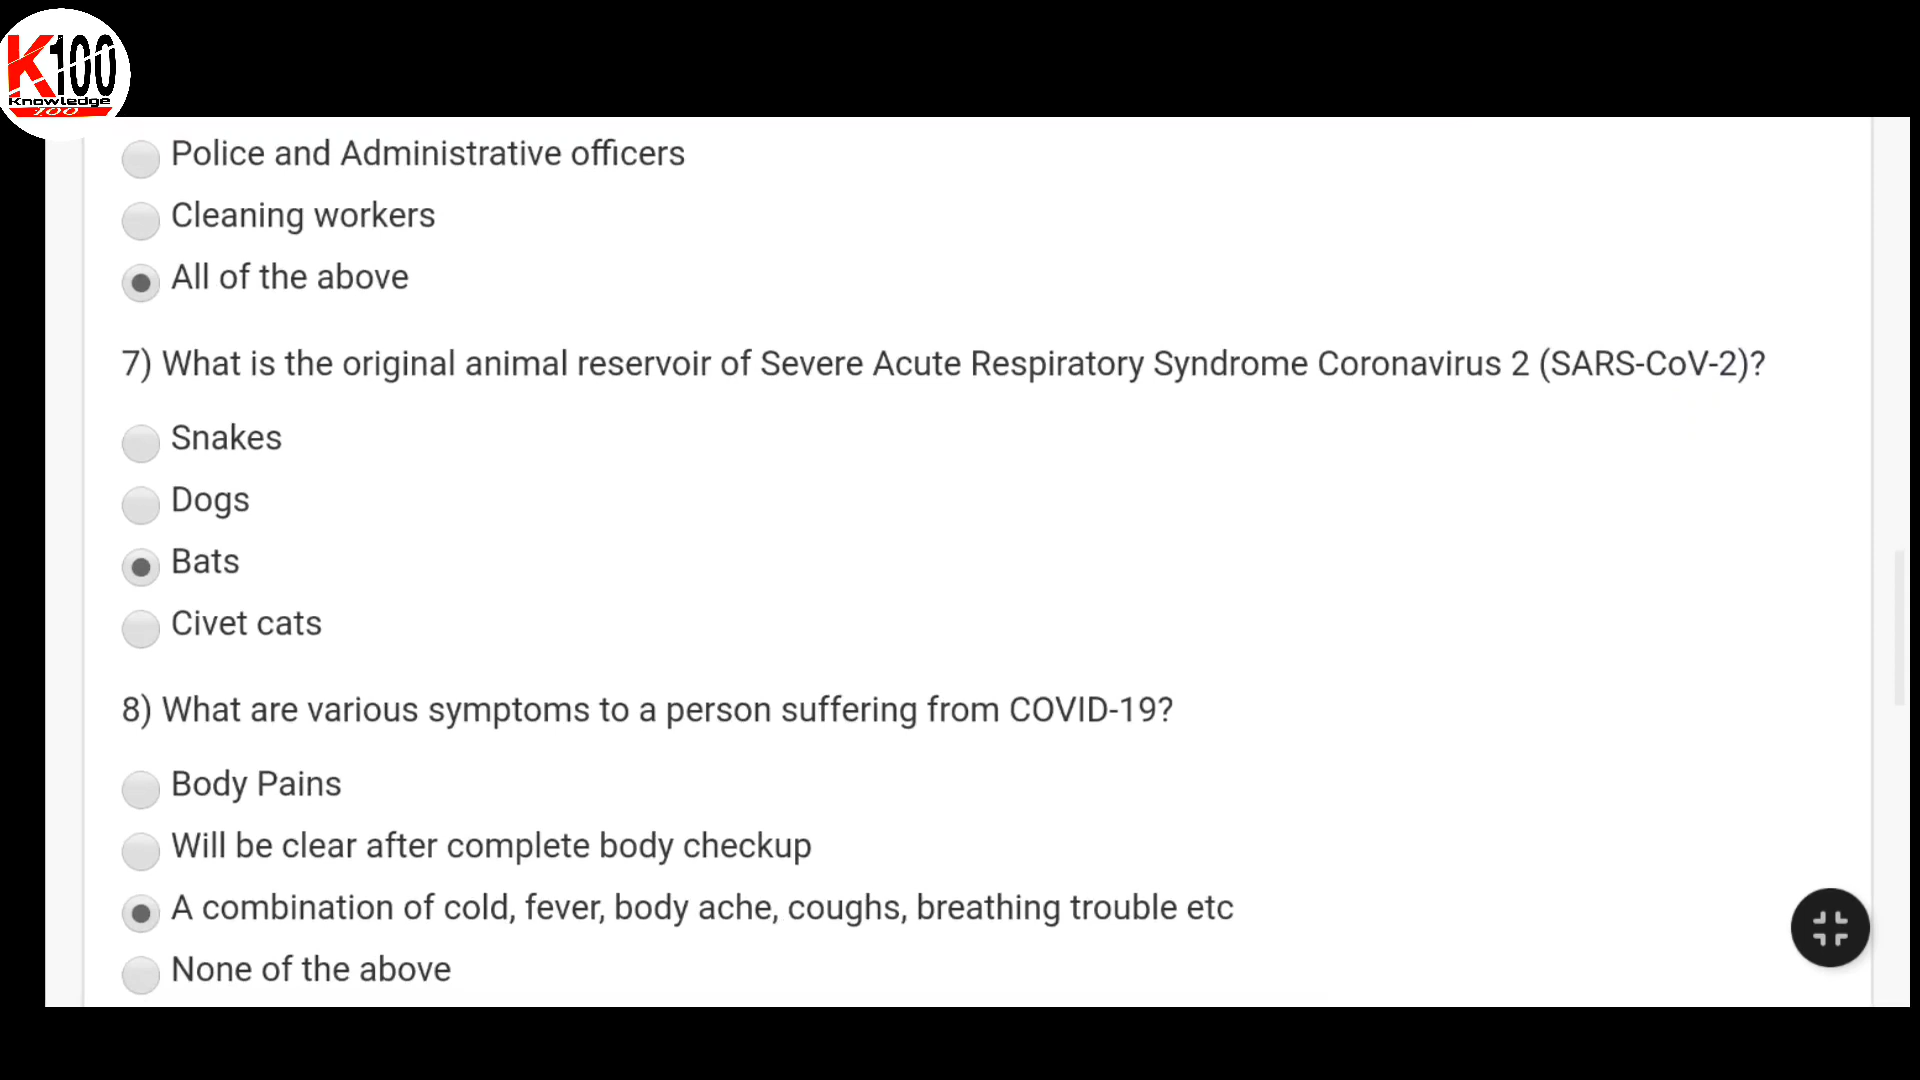 K100
Knowledge
100
Police and Administrative officers
Cleaning workers
All of the above
7) What is the original animal reservoir of Severe Acute Respiratory Syndrome Coronavirus 2 (SARS-CoV-2)?
Snakes
Dogs
Bats
Civet cats
8) What are various symptoms to a person suffering from COVID-19?
Body Pains
Will be clear after complete body checkup
A combination of cold, fever, body ache, coughs, breathing trouble etc
None of the above